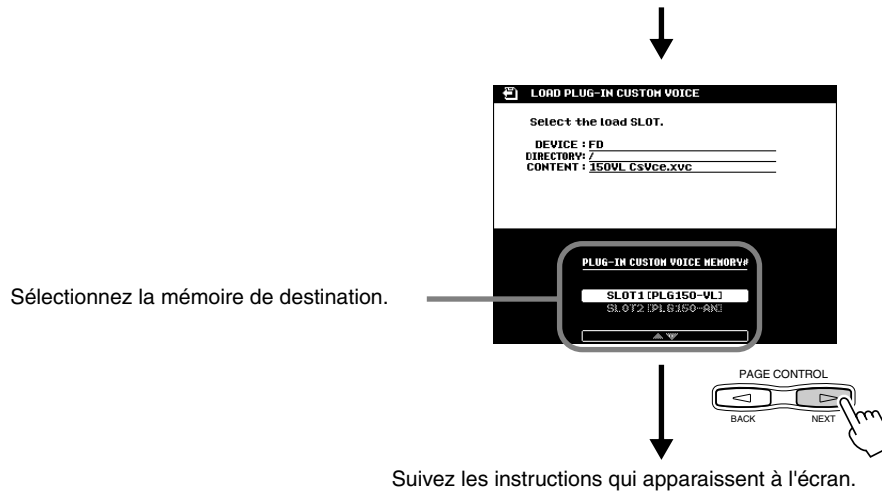 LOAD PLUG-IN CUSTOM VOICE
Select the load SLOT.
DEVICE : FD
DIRECTORY: /
CONTENT : 150VL CsVce.xvc
PLUG-IN CUSTOM VOICE MEMORY#
Sélectionnez la mémoire de destination.
SLOT1 [PLG150-VL]
SLOT2 [PLG150-AN]
PAGE CONTROL
BACK NEXT
Suivez les instructions qui apparaissent à l'écran.